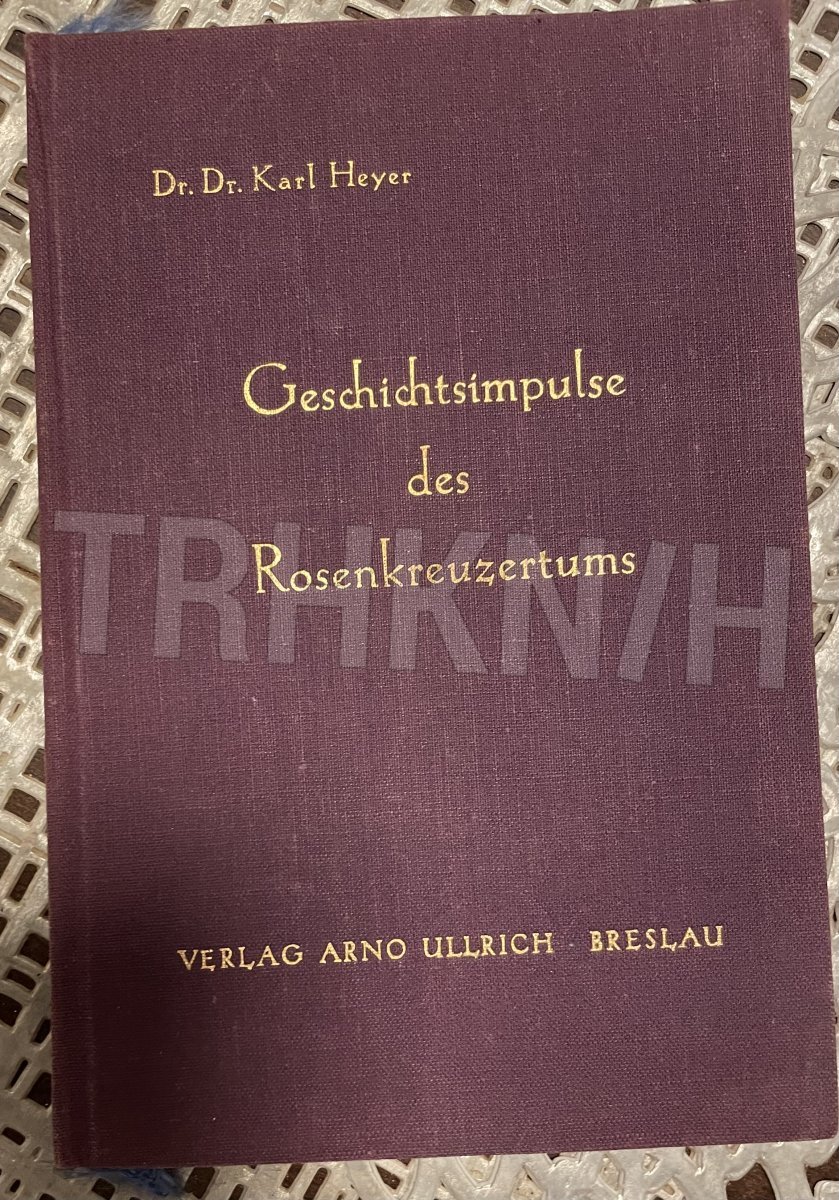 Dr. Dr. Karl Heyer
Geschichtsimpulse
des
TRHKN/H
Rosenkreuzertums
VERLAG ARNO ULLRICH · BRESLAU